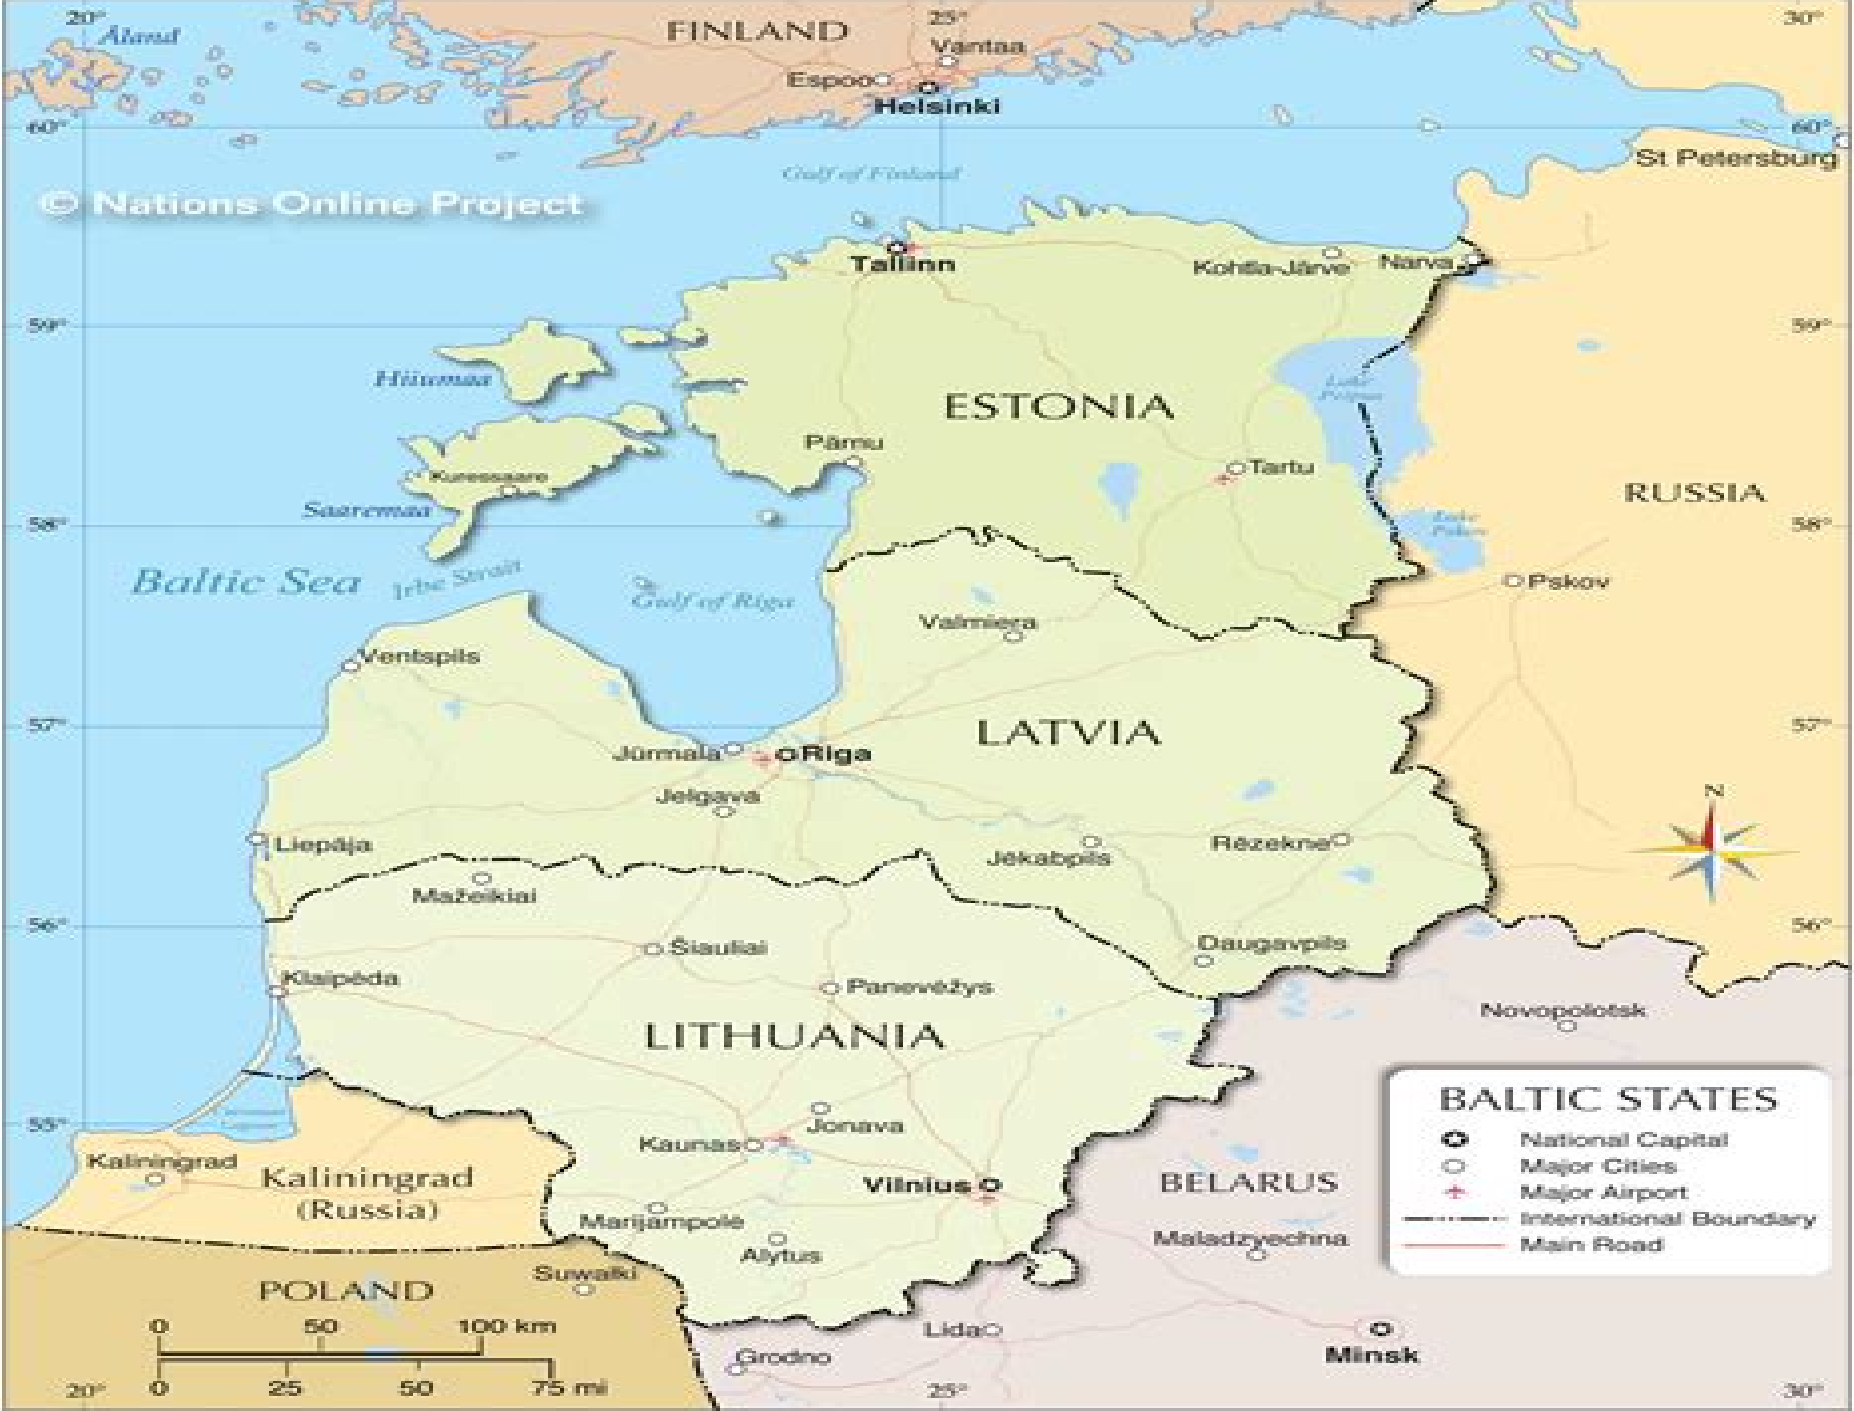 20°
25°
30°
Åland
FINLAND
Vantaa
Espoo
Helsinki
60°
60°
St Petersburg
Gulf of Finland
© Nations Online Project
Tallinn
Kohtla-Järve
Narva
59°
59°
Hiiumaa
Lake
Peipus
ESTONIA
Pärnu
Tartu
Kuressaare
RUSSIA
Saaremaa
58°
58°
Lake
Pskov
Baltic Sea
Irbe Strait
Gulf of Riga
Pskov
Valmiera
Ventspils
57°
57°
LATVIA
Jūrmala
Riga
N
Jelgava
Liepāja
Jēkabpils
Rēzekne
Mažeikiai
56°
56°
Šiauliai
Daugavpils
Klaipėda
Panevėžys
Novopolotsk
LITHUANIA
55°
Jonava
Kaunas
Kaliningrad
Kaliningrad
(Russia)
Vilnius
BELARUS
Marijampolė
Alytus
Maladzyechna
Suwałki
POLAND
Lida
Minsk
Grodno
BALTIC STATES
National Capital
Major Cities
Major Airport
International Boundary
Main Road
0 50 100 km
0 25 50 75 mi
20°
25°
30°